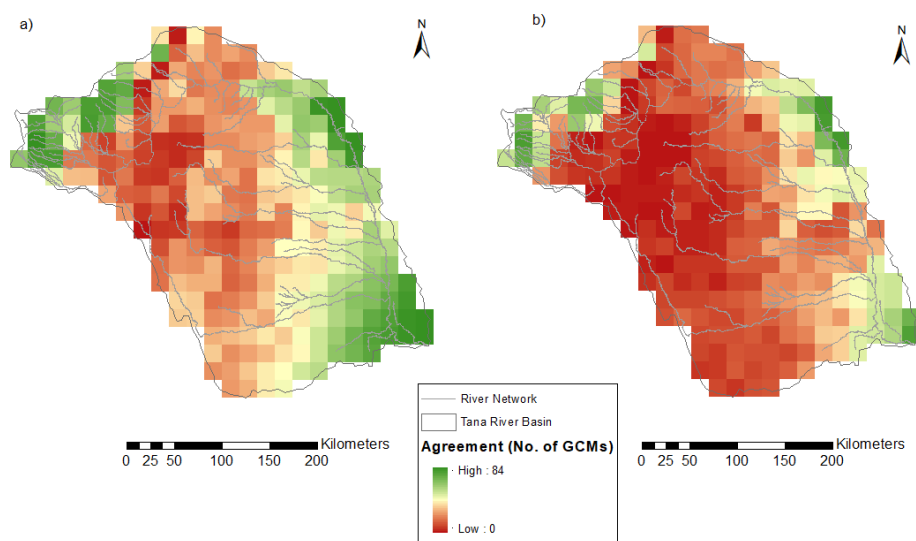 a)
b)
N
N
Kilometers
0 25 50 100 150 200
River Network
Tana River Basin
Agreement (No. of GCMs)
High : 84
Low : 0
Kilometers
0 25 50 100 150 200